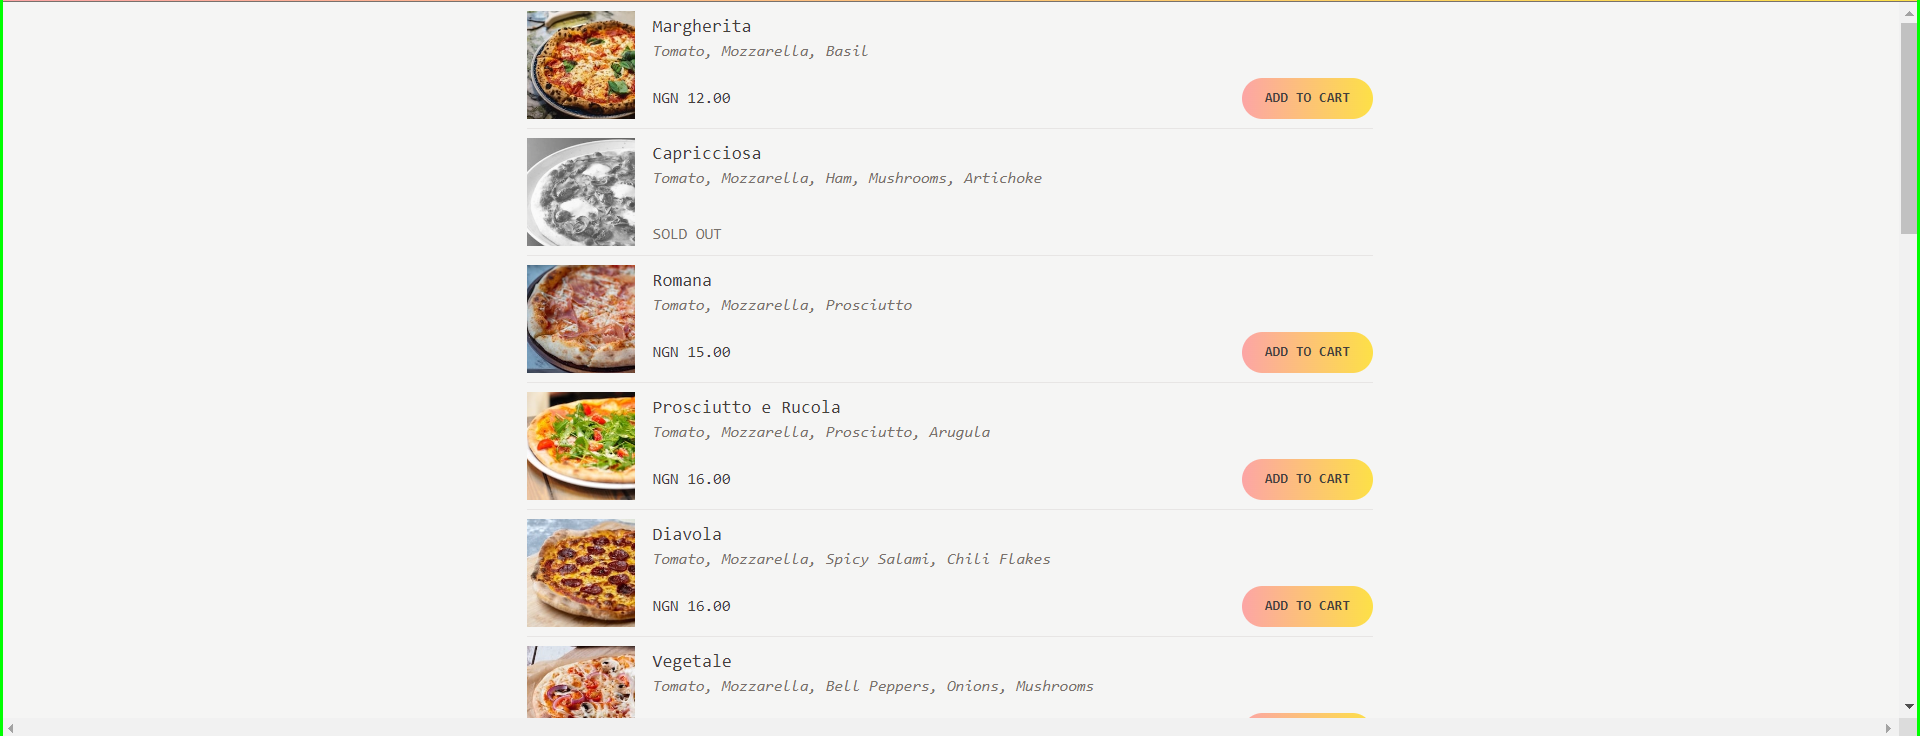 Margherita
Tomato, Mozzarella, Basil
NGN 12.00
ADD TO CART
Capricciosa
Tomato, Mozzarella, Ham, Mushrooms, Artichoke
SOLD OUT
Romana
Tomato, Mozzarella, Prosciutto
NGN 15.00
ADD TO CART
Prosciutto e Rucola
Tomato, Mozzarella, Prosciutto, Arugula
NGN 16.00
ADD TO CART
Diavola
Tomato, Mozzarella, Spicy Salami, Chili Flakes
NGN 16.00
ADD TO CART
Vegetale
Tomato, Mozzarella, Bell Peppers, Onions, Mushrooms